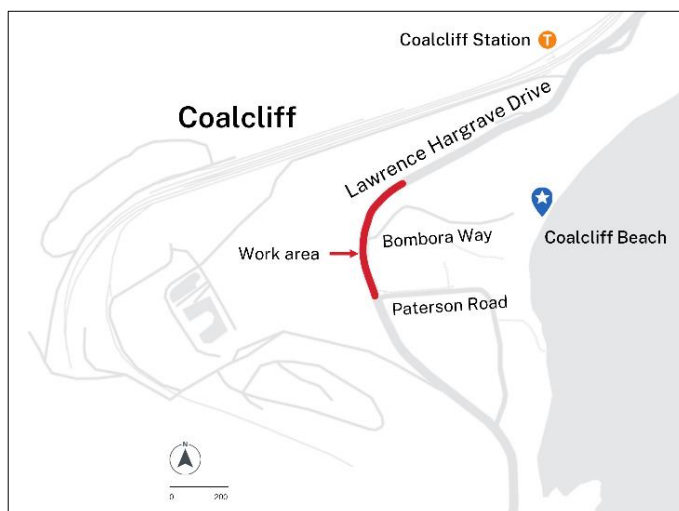 Coalcliff Station T
Coalcliff
Lawrence Hargrave Drive
Bombora Way
Coalcliff Beach
Work area
Paterson Road
N
0 200